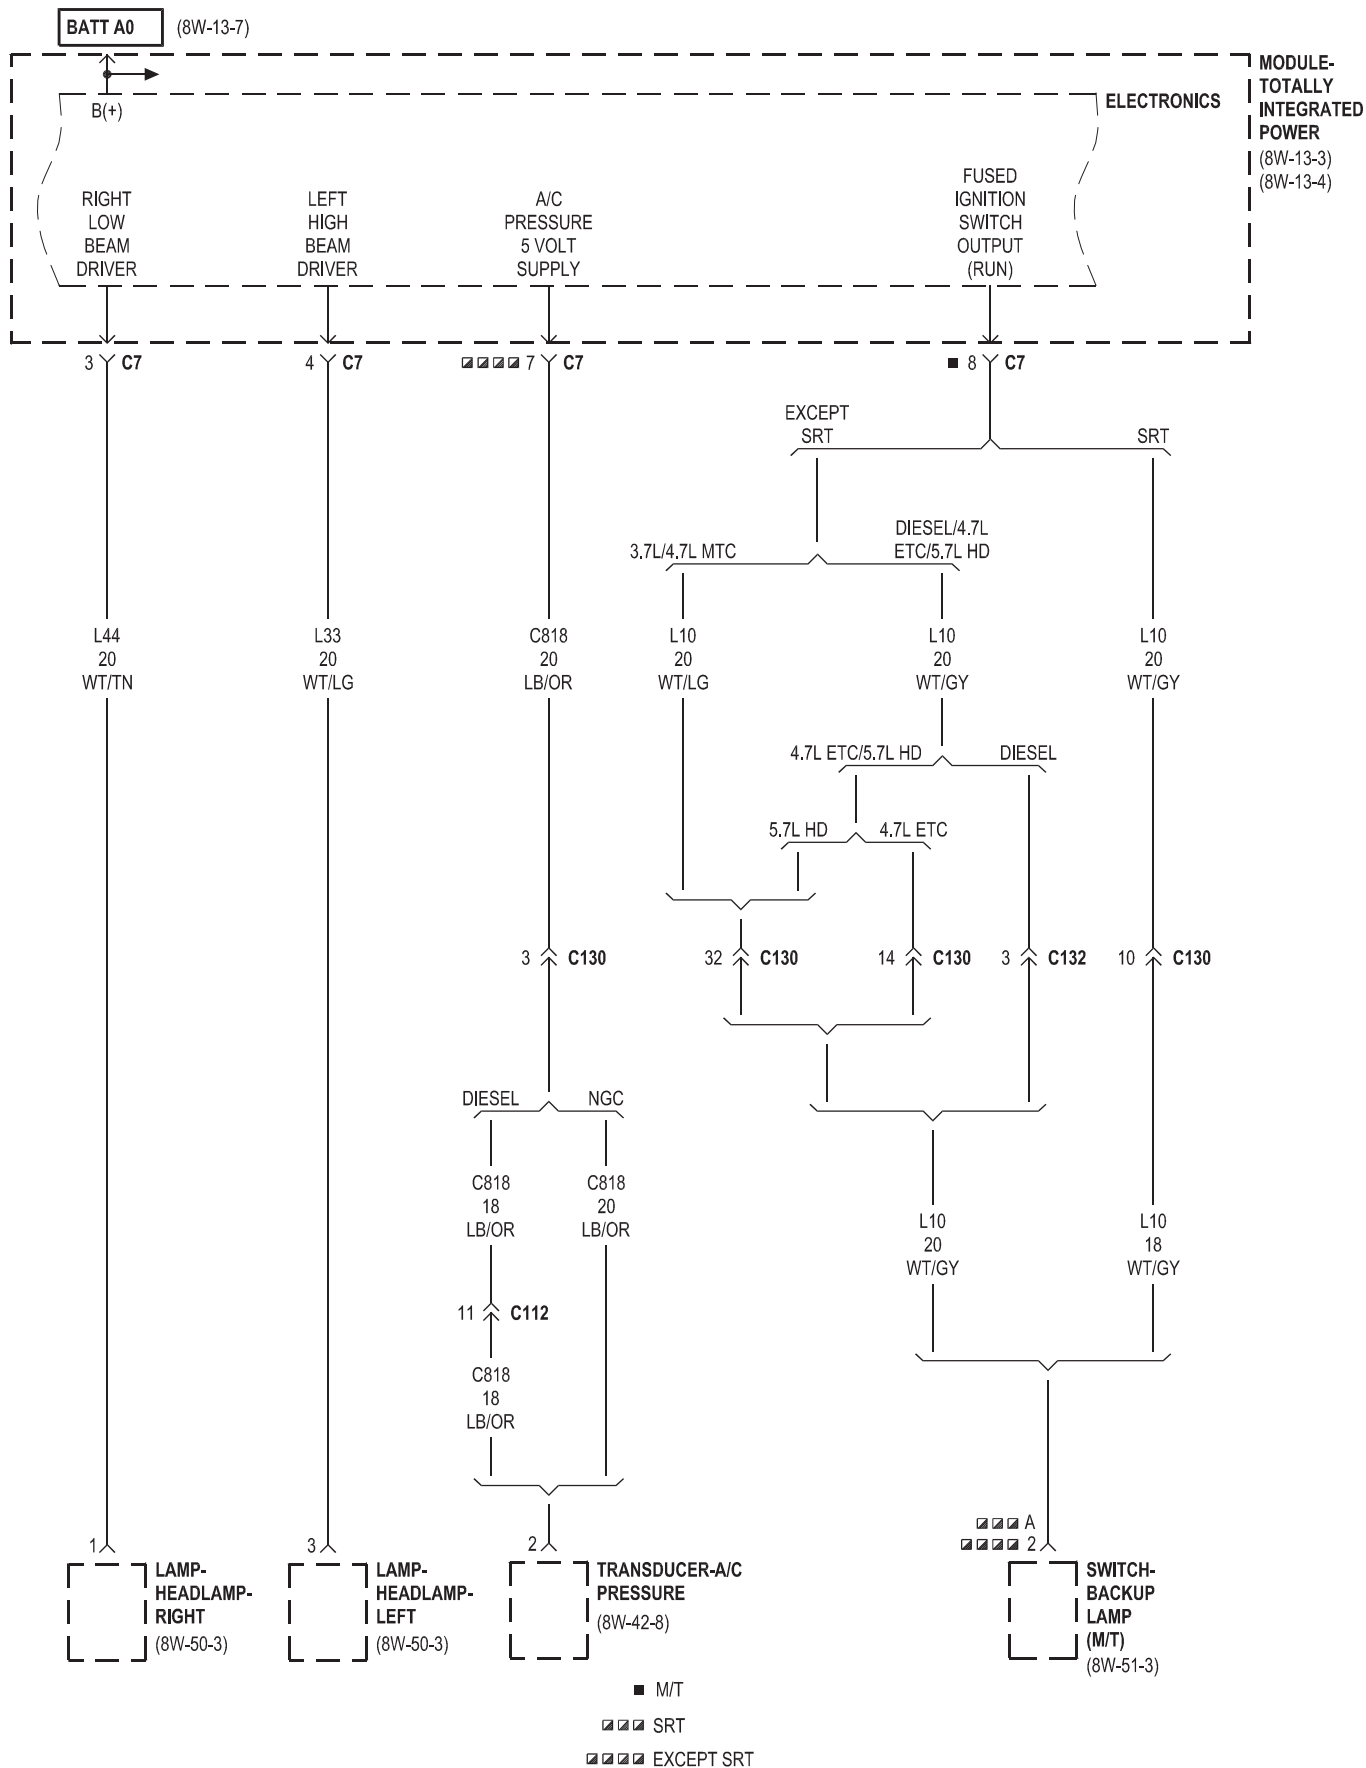 BATT A0 (8W-13-7)
MODULE-
TOTALLY
INTEGRATED
POWER
(8W-13-3)
(8W-13-4)
B(+)
ELECTRONICS
RIGHT
LOW
BEAM
DRIVER
LEFT
HIGH
BEAM
DRIVER
A/C
PRESSURE
5 VOLT
SUPPLY
FUSED
IGNITION
SWITCH
OUTPUT
(RUN)
3 C7
4 C7
7 C7
8 C7
EXCEPT
SRT
SRT
3.7L/4.7L MTC
DIESEL/4.7L
ETC/5.7L HD
L44
20
WT/TN
L33
20
WT/LG
C818
20
LB/OR
L10
20
WT/LG
L10
20
WT/GY
L10
20
WT/GY
4.7L ETC/5.7L HD
DIESEL
5.7L HD
4.7L ETC
3 C130
32 C130
14 C130
3 C132
10 C130
DIESEL
NGC
C818
18
LB/OR
C818
20
LB/OR
L10
20
WT/GY
L10
18
WT/GY
11 C112
C818
18
LB/OR
1
LAMP-
HEADLAMP-
RIGHT
(8W-50-3)
3
LAMP-
HEADLAMP-
LEFT
(8W-50-3)
2
TRANSDUCER-A/C
PRESSURE
(8W-42-8)
A
2
SWITCH-
BACKUP
LAMP
(M/T)
(8W-51-3)
M/T
SRT
EXCEPT SRT